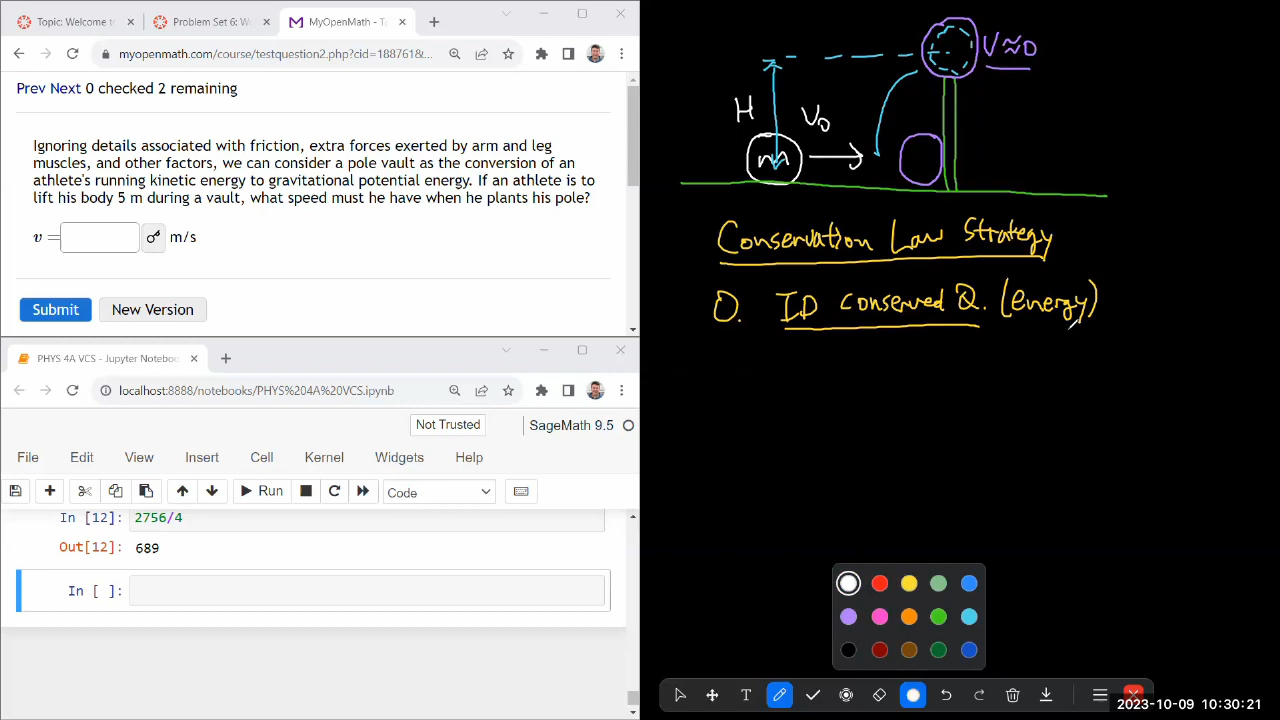 Topic: Welcome to
Problem Set 6: W
MyOpenMath - Ta
myopenmath.com/course/testquestion.php?cid=188761&...
Prev Next 0 checked 2 remaining
Ignoring details associated with friction, extra forces exerted by arm and leg
muscles, and other factors, we can consider a pole vault as the conversion of an
athlete's running kinetic energy to gravitational potential energy. If an athlete is to
lift his body 5 m during a vault, what speed must he have when he plants his pole?
v = m/s
Submit New Version
PHYS 4A VCS - Jupyter Noteboo
localhost:8888/notebooks/PHYS%204A%20VCS.ipynb
Not Trusted SageMath 9.5
File Edit View Insert Cell Kernel Widgets Help
Run Code
In [12]: 2756/4
Out[12]: 689
In [ ]:
V≈0
H V0
m
Conservation Law Strategy
0. ID conserved Q. (energy)
T
2023-10-09 10:30:21